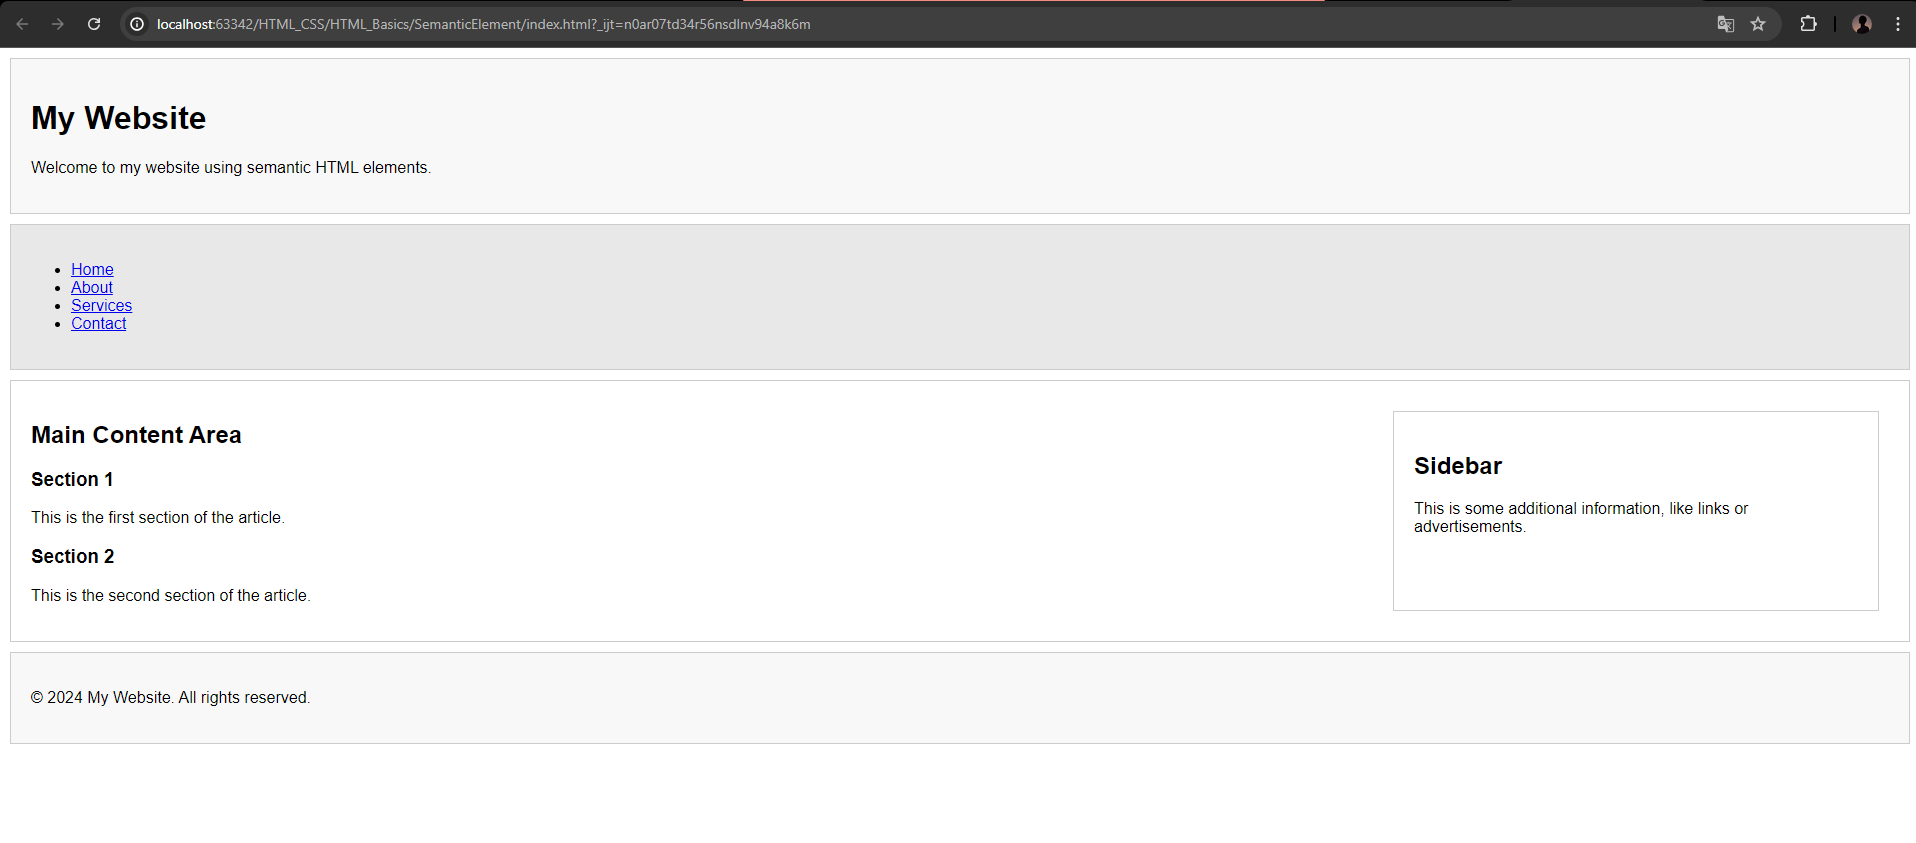 localhost:63342/HTML_CSS/HTML_Basics/SemanticElement/index.html?_ijt=n0ar07td34r56nsdlnv94a8k6m
My Website
Welcome to my website using semantic HTML elements.
Home
About
Services
Contact
Main Content Area
Section 1
This is the first section of the article.
Section 2
This is the second section of the article.
Sidebar
This is some additional information, like links or
advertisements.
© 2024 My Website. All rights reserved.